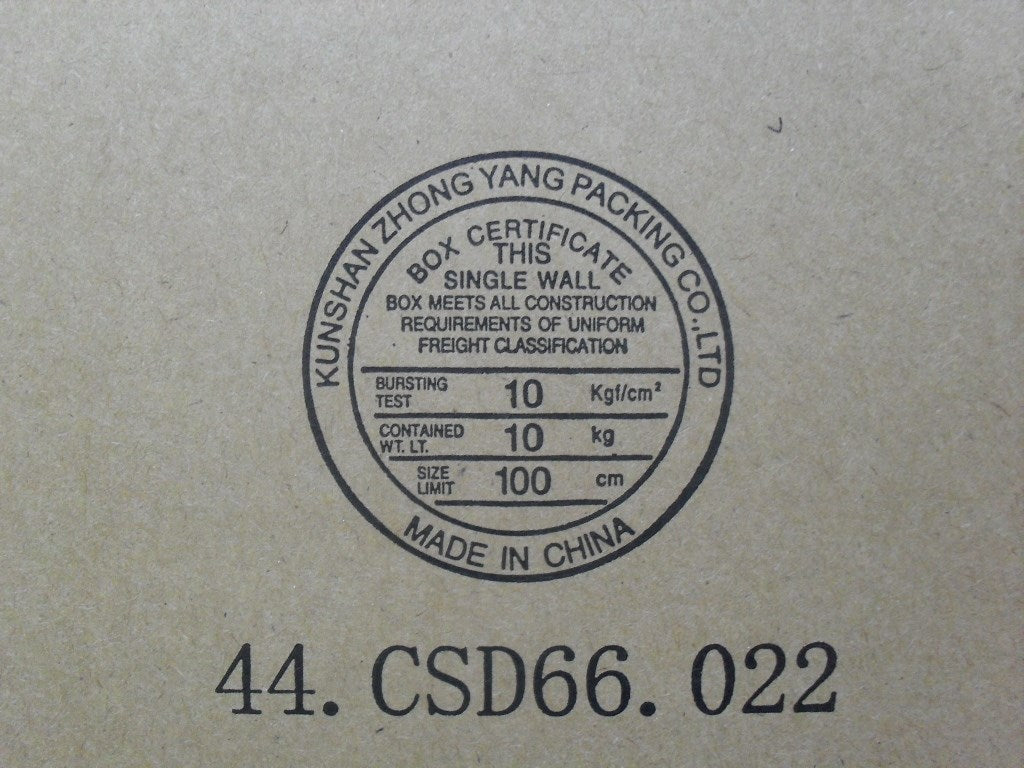 KUNSHAN ZHONG YANG PACKING CO.,LTD
BOX CERTIFICATE
THIS
SINGLE WALL
BOX MEETS ALL CONSTRUCTION
REQUIREMENTS OF UNIFORM
FREIGHT CLASSIFICATION
BURSTING TEST 10 Kgf/cm²
CONTAINED WT. LT. 10 kg
SIZE LIMIT 100 cm
MADE IN CHINA
44.CSD66.022